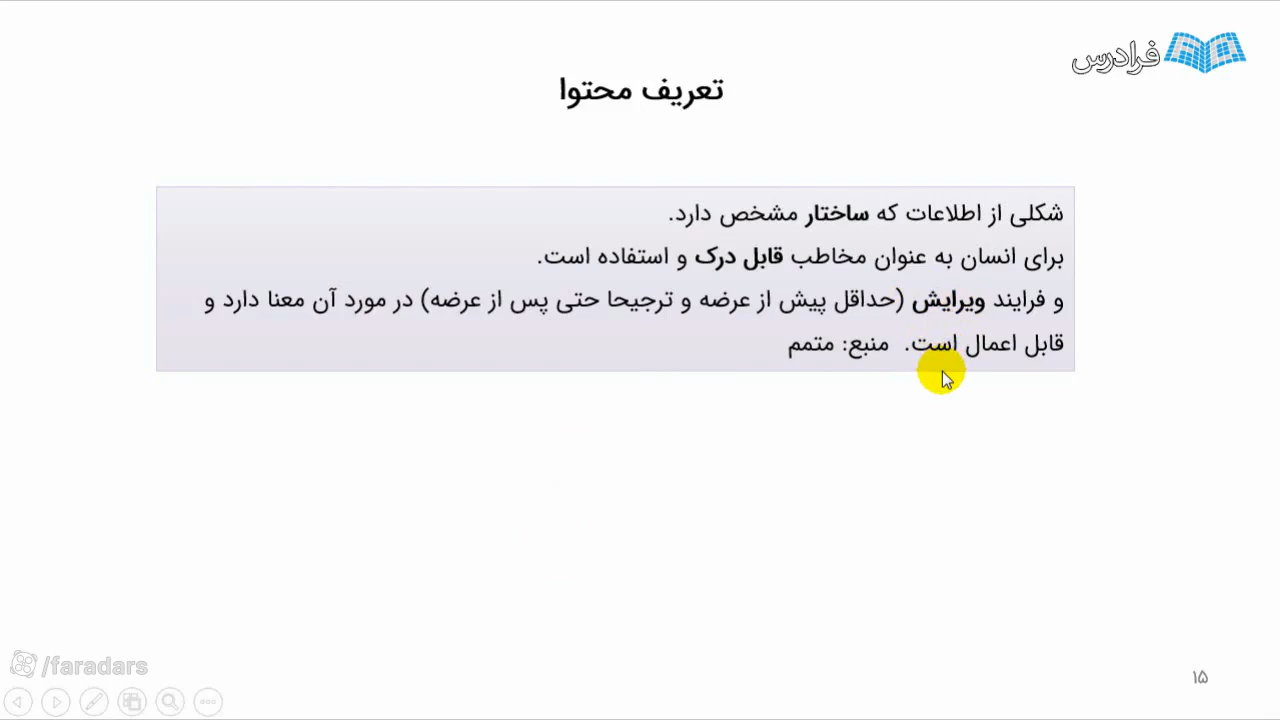 فرادرس
تعریف محتوا
شکلی از اطلاعات که ساختار مشخص دارد.
برای انسان به عنوان مخاطب قابل درک و استفاده است.
و فرایند ویرایش (حداقل پیش از عرضه و ترجیحا حتی پس از عرضه) در مورد آن معنا دارد و
قابل اعمال است. منبع: متمم
/faradars
۱۵